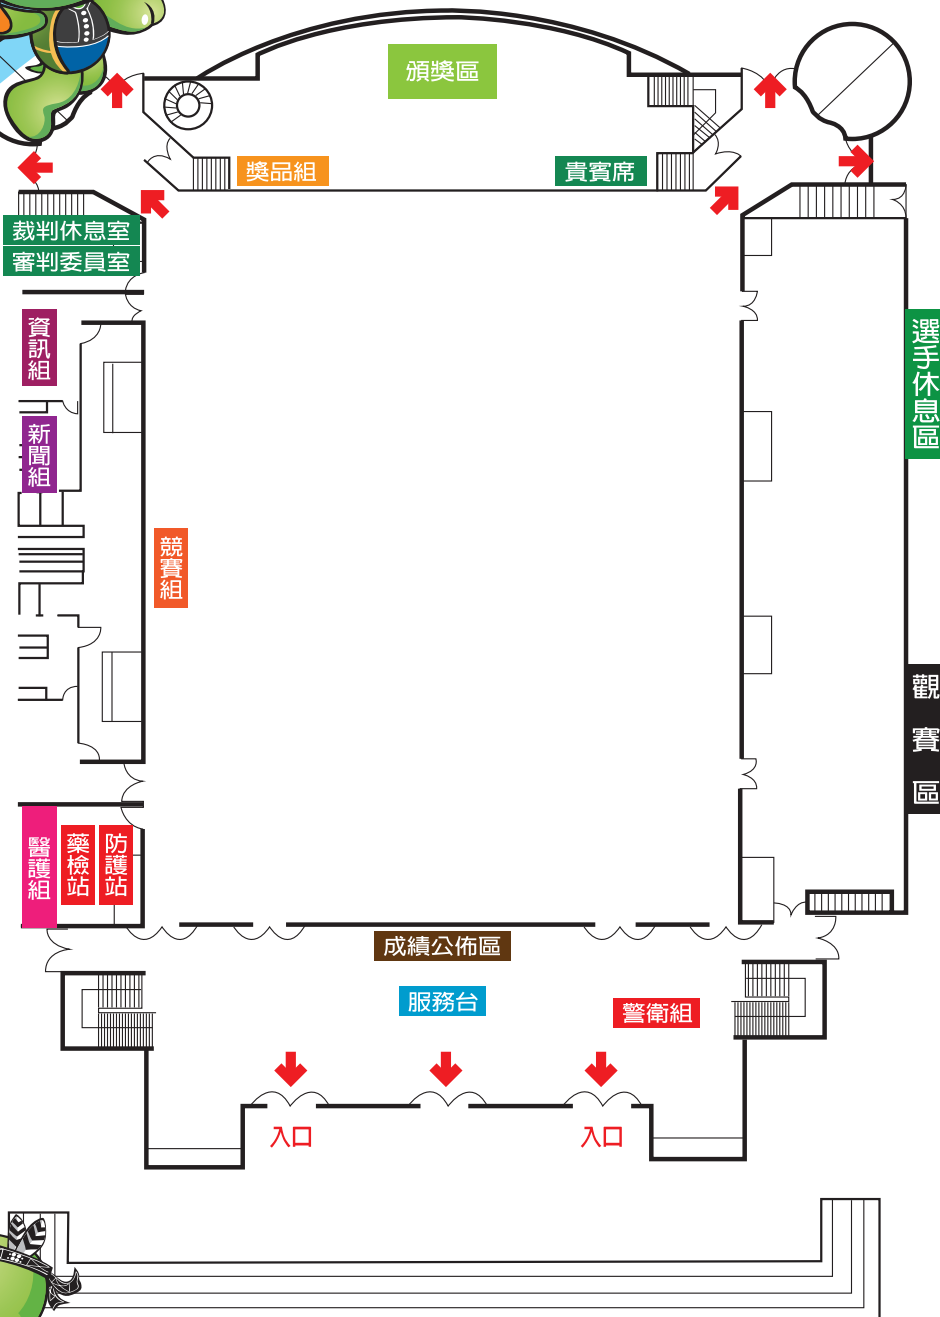 頒獎區
獎品組
貴賓席
裁判休息室
審判委員室
資訊組
選手休息區
新聞組
競賽組
觀賽區
醫護組
藥檢站
防護站
成績公佈區
服務台
警衛組
入口
入口